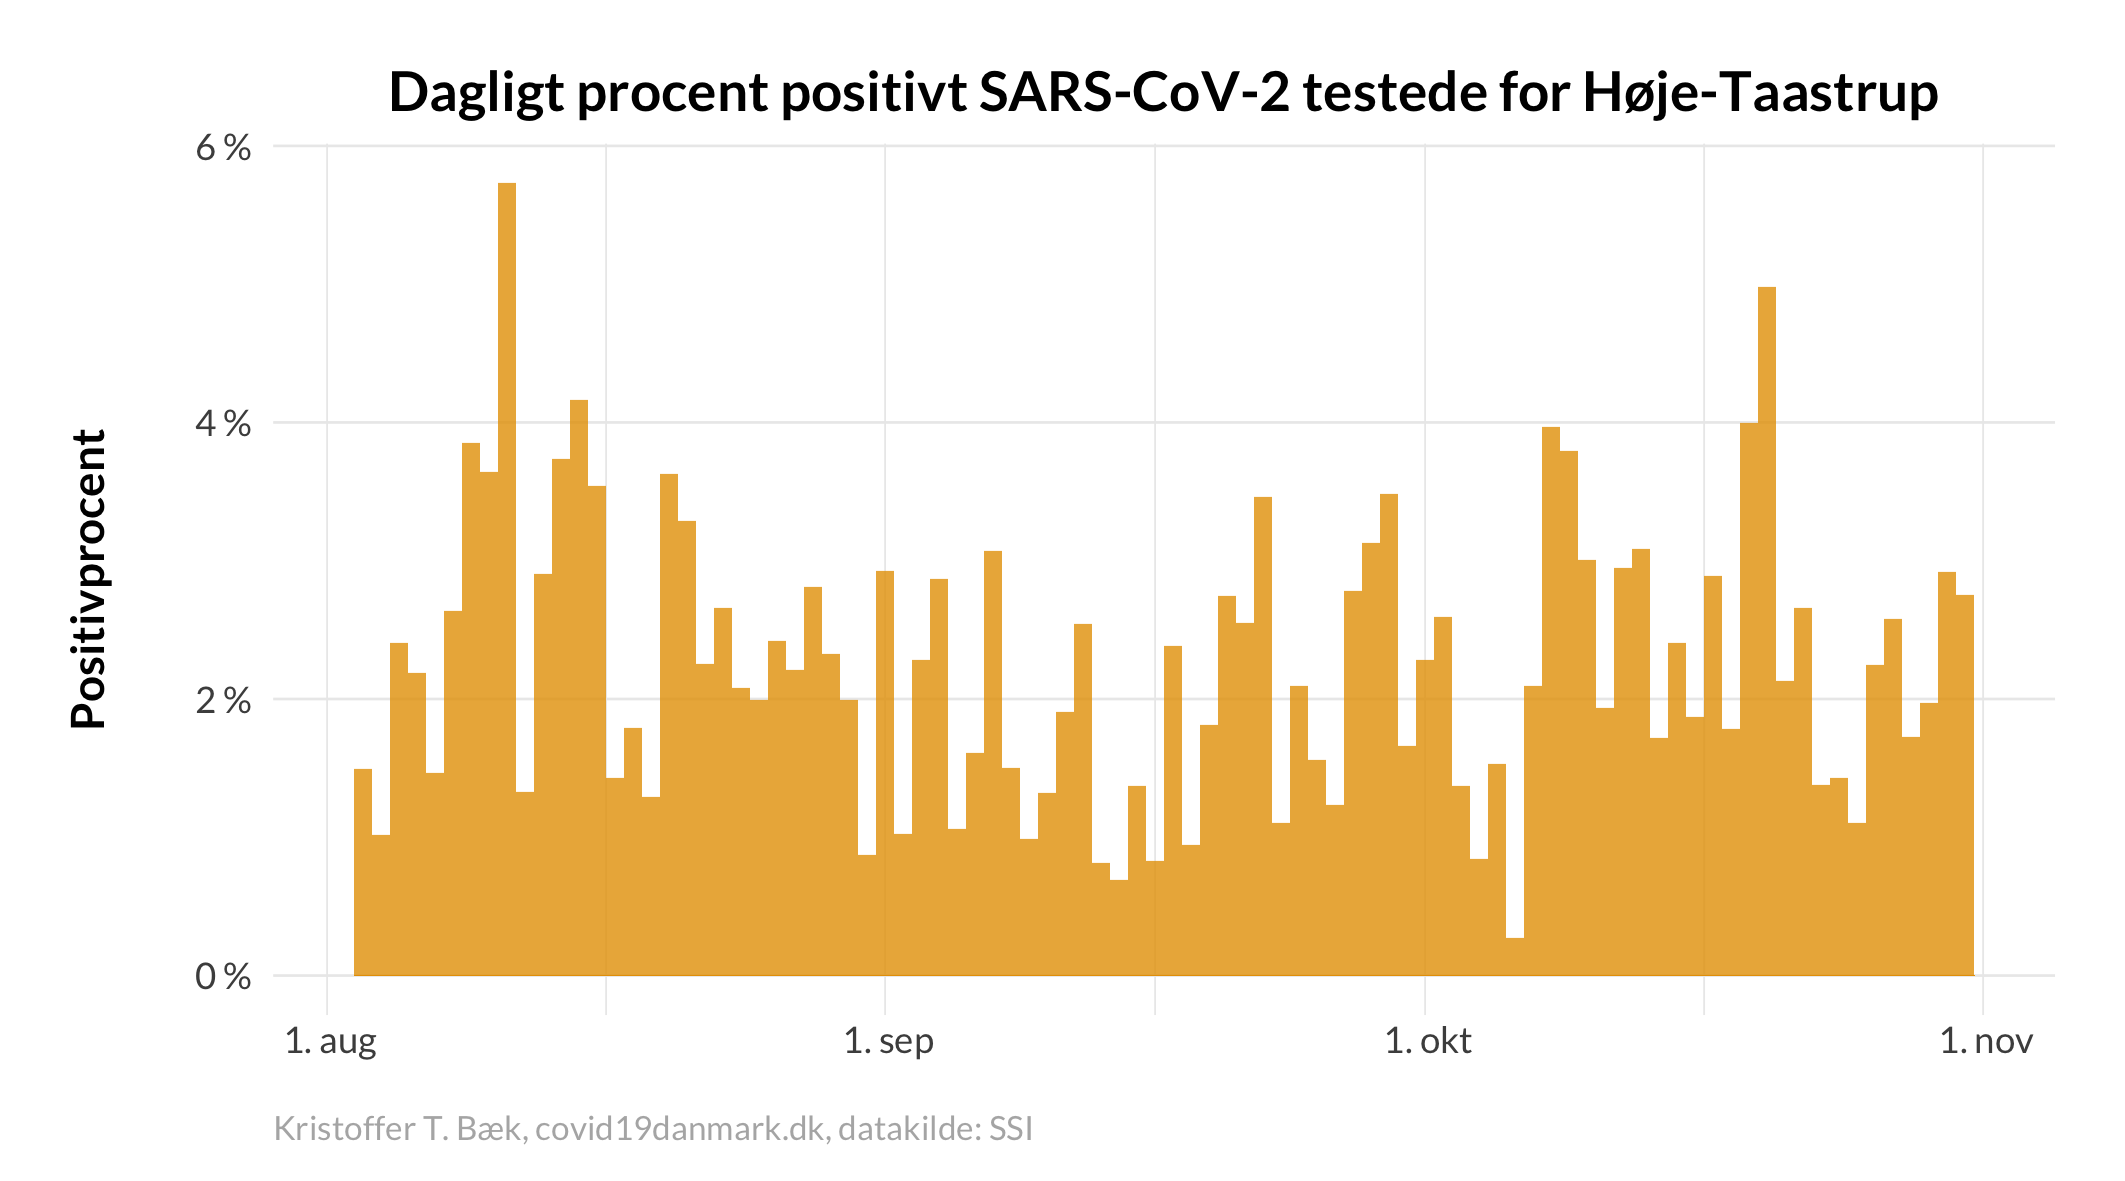 Dagligt procent positivt SARS-CoV-2 testede for Høje-Taastrup
Positivprocent
6 %
4 %
2 %
0 %
1. aug
1. sep
1. okt
1. nov
Kristoffer T. Bæk, covid19danmark.dk, datakilde: SSI